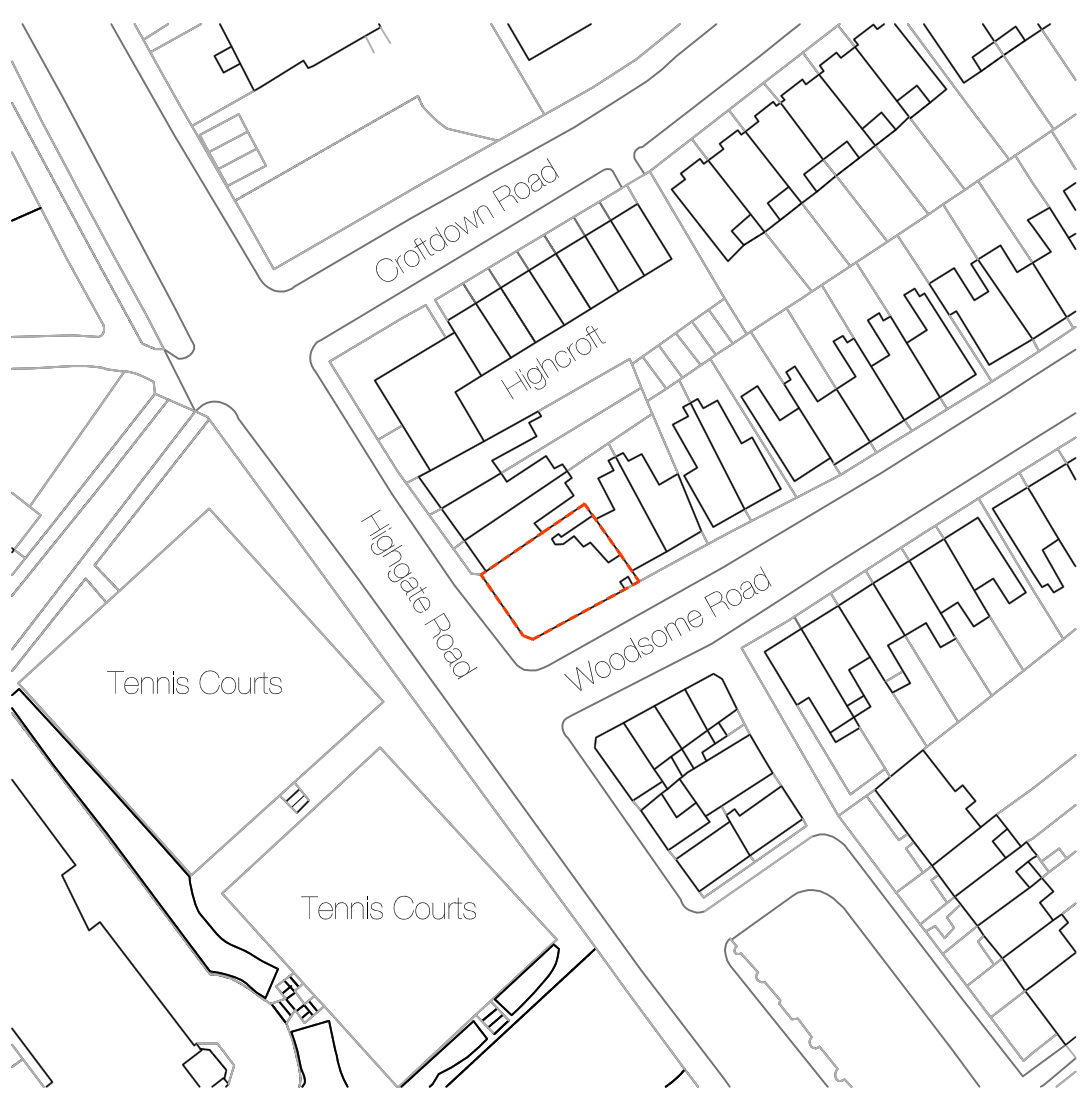 Croftdown Road
Highcroft
Highgate Road
Woodsome Road
Tennis Courts
Tennis Courts